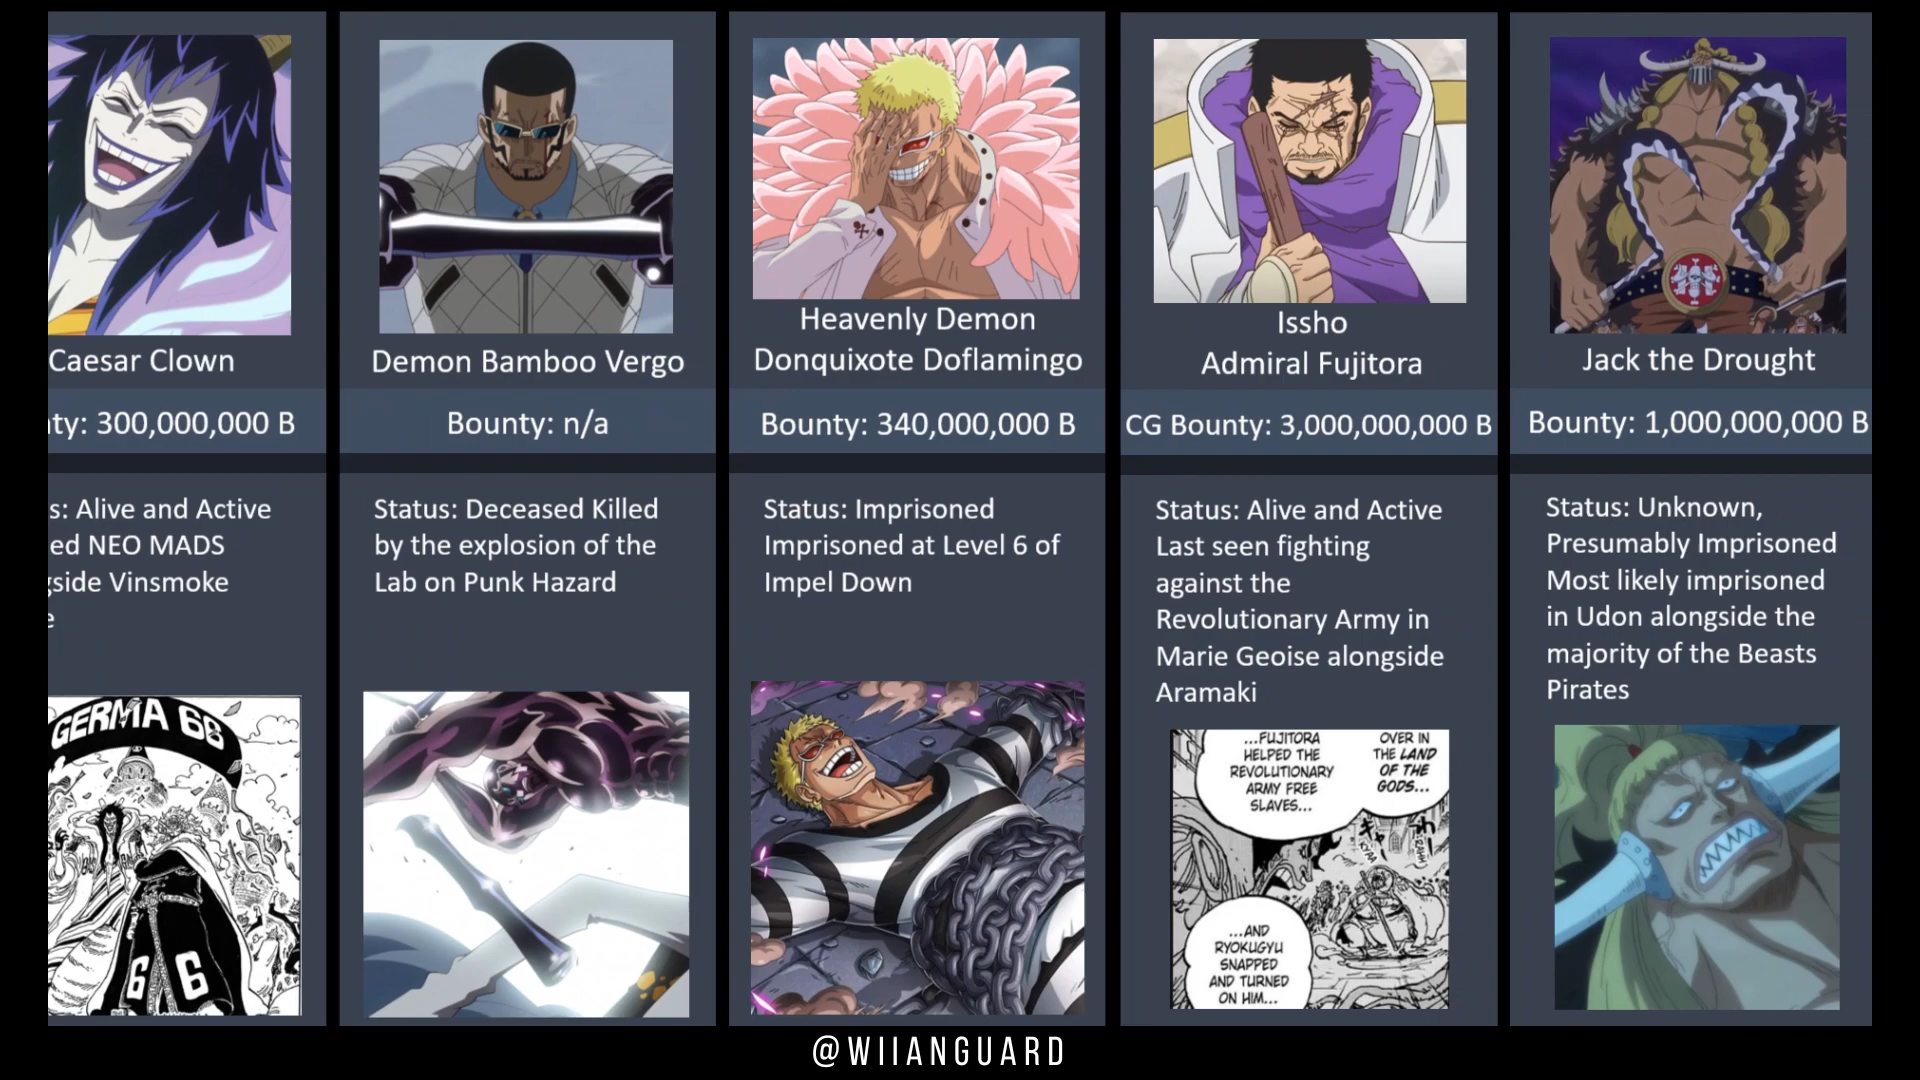 Caesar Clown
ty: 300,000,000 B
s: Alive and Active
ed NEO MADS
side Vinsmoke
e
GERMA 66
6 6
Demon Bamboo Vergo
Bounty: n/a
Status: Deceased Killed
by the explosion of the
Lab on Punk Hazard
Heavenly Demon
Donquixote Doflamingo
Bounty: 340,000,000 B
Status: Imprisoned
Imprisoned at Level 6 of
Impel Down
Issho
Admiral Fujitora
CG Bounty: 3,000,000,000 B
Status: Alive and Active
Last seen fighting
against the
Revolutionary Army in
Marie Geoise alongside
Aramaki
...FUJITORA
HELPED THE
REVOLUTIONARY
ARMY FREE
SLAVES...
OVER IN
THE LAND
OF THE
GODS...
...AND
RYOKUGYU
SNAPPED
AND TURNED
ON HIM...
Jack the Drought
Bounty: 1,000,000,000 B
Status: Unknown,
Presumably Imprisoned
Most likely imprisoned
in Udon alongside the
majority of the Beasts
Pirates
@WIIANGUARD